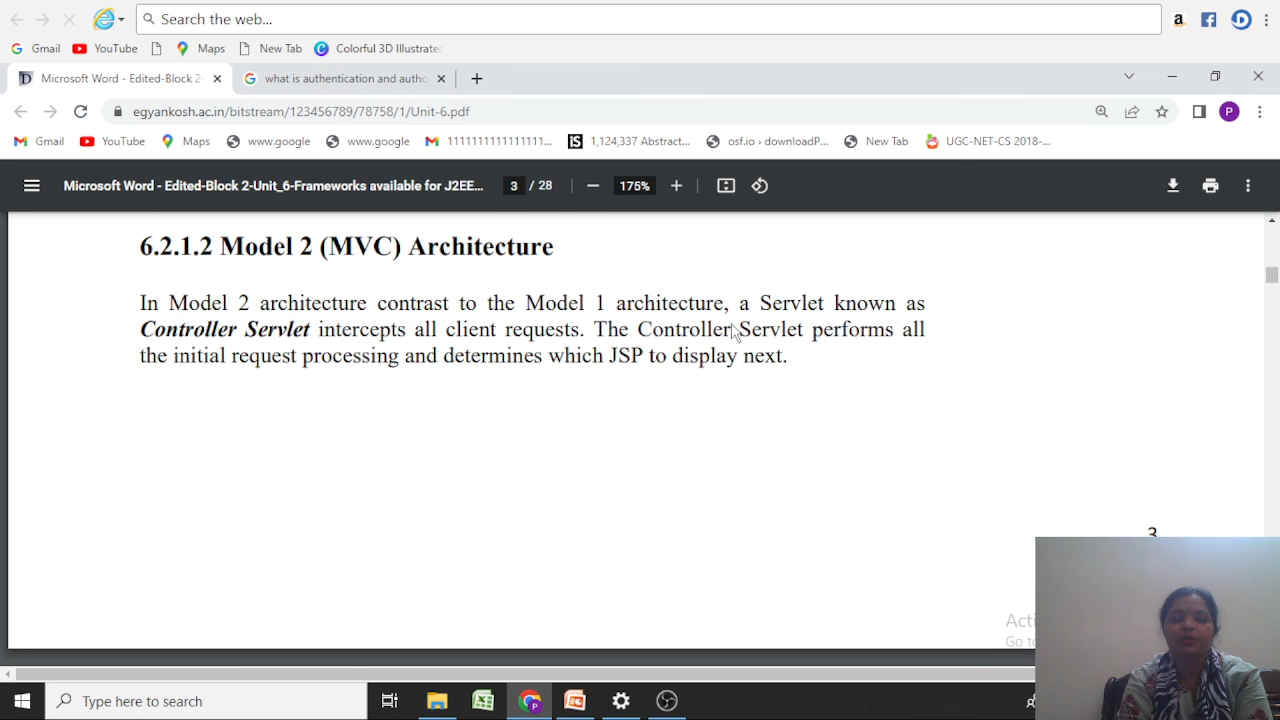 Search the web...
Gmail YouTube Maps New Tab Colorful 3D Illustrate
Microsoft Word - Edited-Block 2- what is authentication and autho
egyankosh.ac.in/bitstream/123456789/78758/1/Unit-6.pdf
Gmail YouTube Maps www.google www.google 1111111111111111... 1,124,337 Abstract... osf.io › downloadP... New Tab UGC-NET-CS 2018-...
Microsoft Word - Edited-Block 2-Unit_6-Frameworks available for J2EE... 3 / 28 175%
6.2.1.2 Model 2 (MVC) Architecture
In Model 2 architecture contrast to the Model 1 architecture, a Servlet known as
Controller Servlet intercepts all client requests. The Controller Servlet performs all
the initial request processing and determines which JSP to display next.
3
Acti
Go to
Type here to search